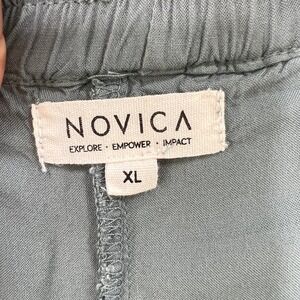 NOVICA
EXPLORE · EMPOWER · IMPACT
XL